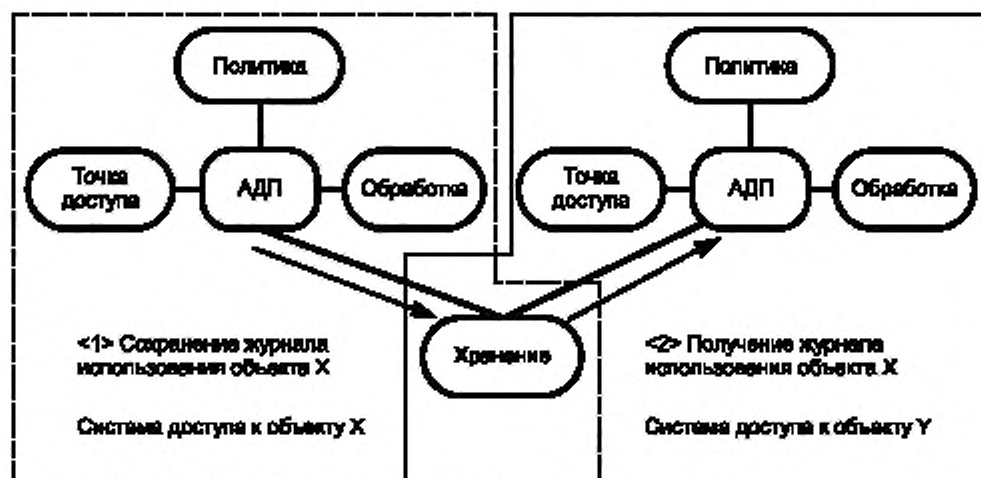 Политика
Политика
Точка
доступа
АДП
Обработка
Точка
доступа
АДП
Обработка
Хранение
<1> Сохранение журнала
использования объекта X
Система доступа к объекту X
<2> Получение журнала
использования объекта X
Система доступа к объекту Y